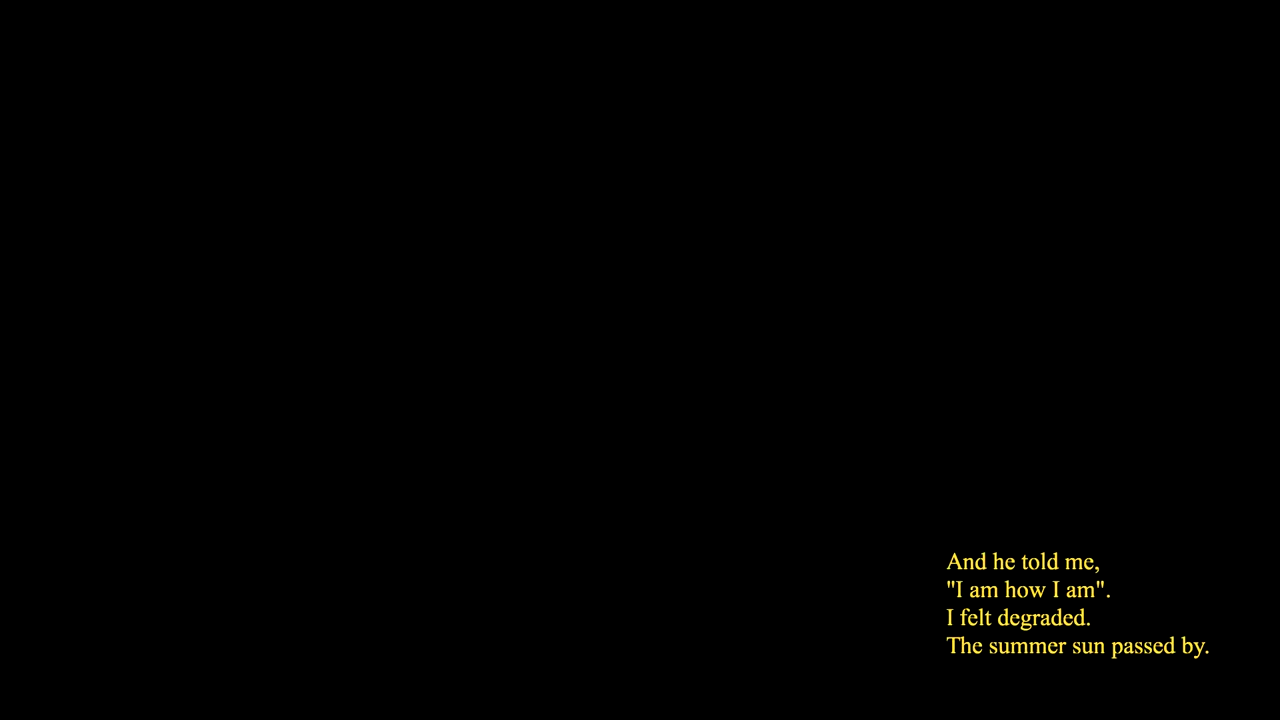 And he told me,
"I am how I am".
I felt degraded.
The summer sun passed by.